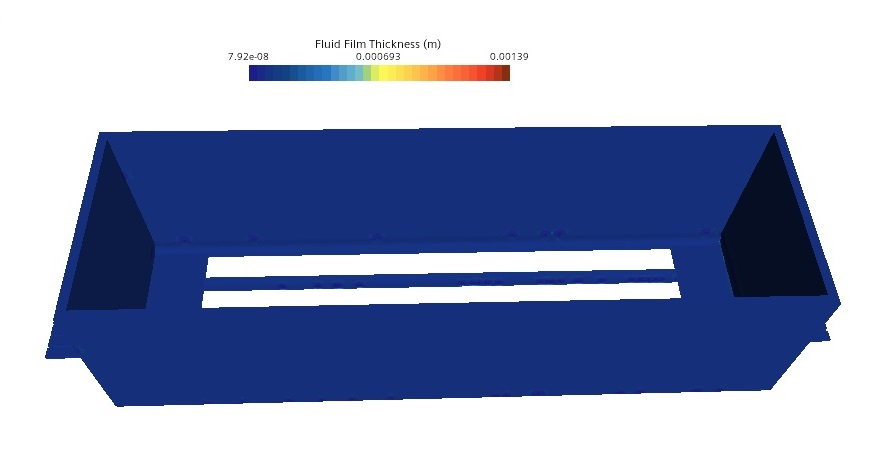 Fluid Film Thickness (m)
7.92e-08 0.000693 0.00139